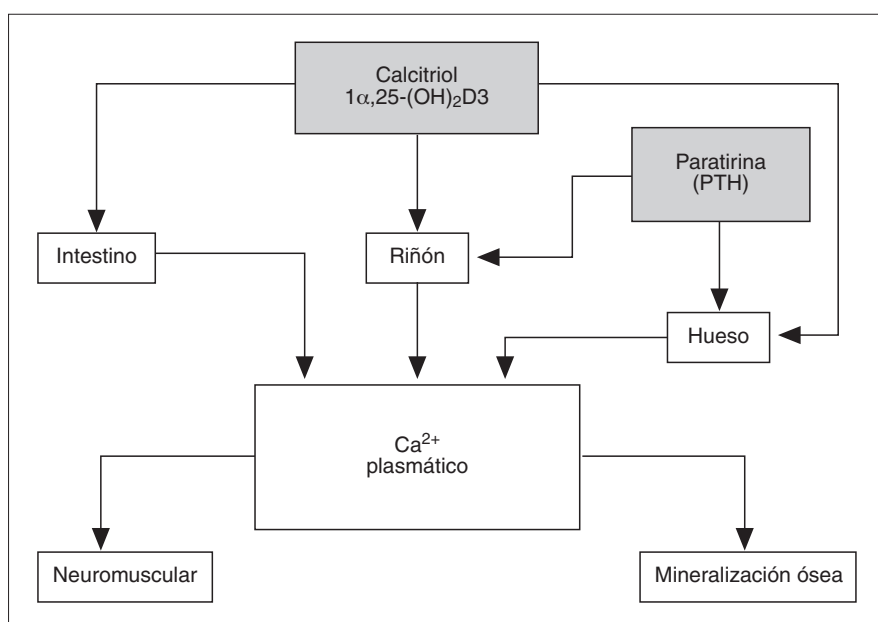 Calcitriol
1α,25-(OH)₂D3
Paratirina
(PTH)
Intestino
Riñón
Hueso
Ca²⁺
plasmático
Neuromuscular
Mineralización ósea